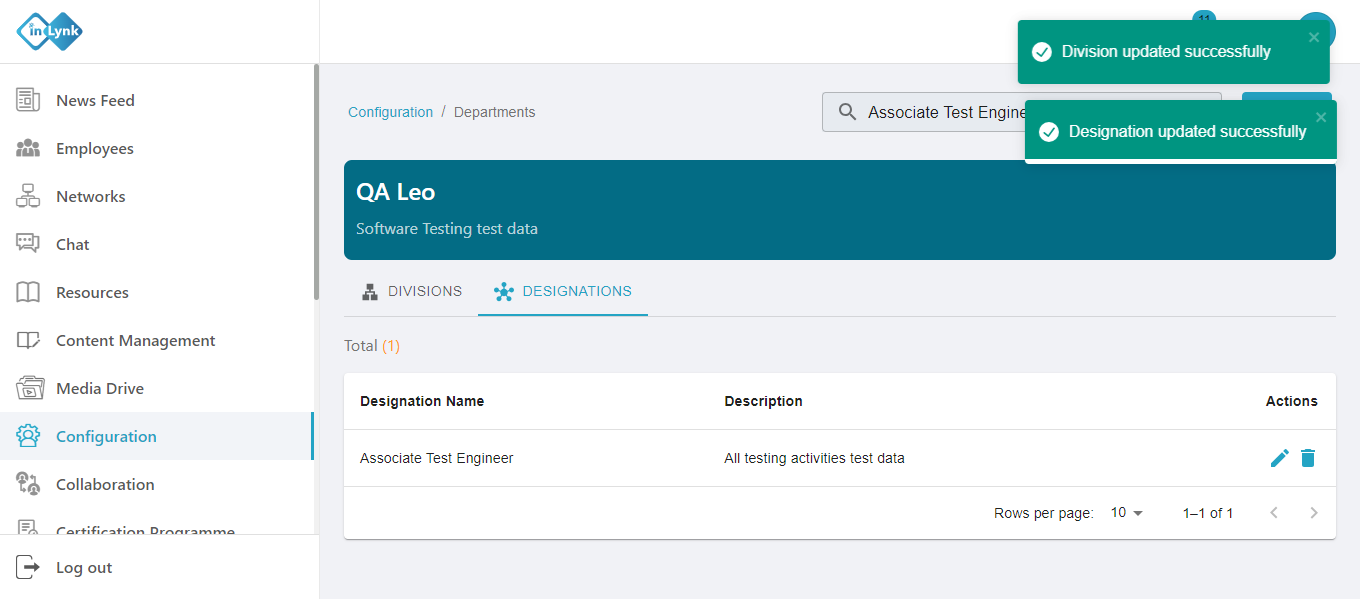 inLynk
11
Division updated successfully
Designation updated successfully
News Feed
Employees
Networks
Chat
Resources
Content Management
Media Drive
Configuration
Collaboration
Certification Programme
Log out
Configuration / Departments
Associate Test Engine
QA Leo
Software Testing test data
DIVISIONS DESIGNATIONS
Total (1)
Designation Name Description Actions
Associate Test Engineer All testing activities test data
Rows per page: 10 1–1 of 1